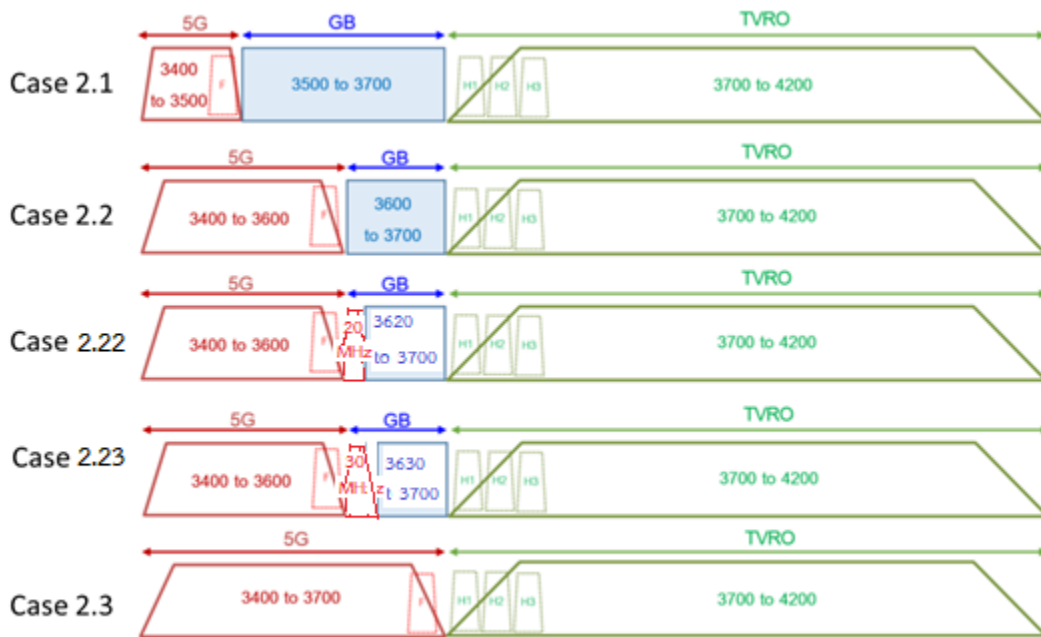 5G GB TVRO
Case 2.1
3400
to 3500
F
3500 to 3700
H1 H2 H3
3700 to 4200
5G GB TVRO
Case 2.2
3400 to 3600
F
3600
to 3700
H1 H2 H3
3700 to 4200
5G GB TVRO
Case 2.22
3400 to 3600
F
20
MHz
3620
to 3700
H1 H2 H3
3700 to 4200
5G GB TVRO
Case 2.23
3400 to 3600
F
30
MHz
3630
t 3700
H1 H2 H3
3700 to 4200
5G TVRO
Case 2.3
3400 to 3700
F
H1 H2 H3
3700 to 4200